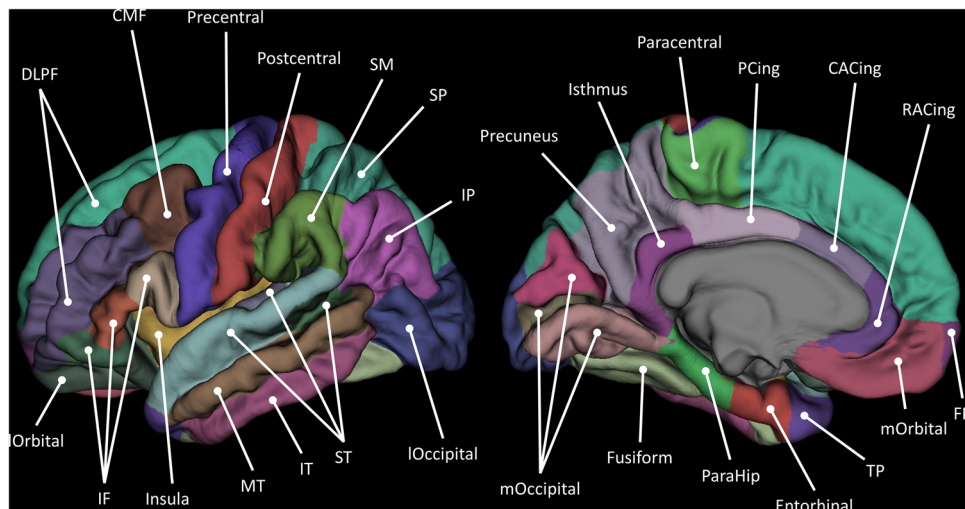 CMF
Precentral
DLPF
Postcentral
SM
SP
IP
lOrbital
IF
Insula
MT
IT
ST
lOccipital
Paracentral
PCing
CACing
Isthmus
RACing
Precuneus
mOccipital
Fusiform
ParaHip
Entorhinal
TP
mOrbital